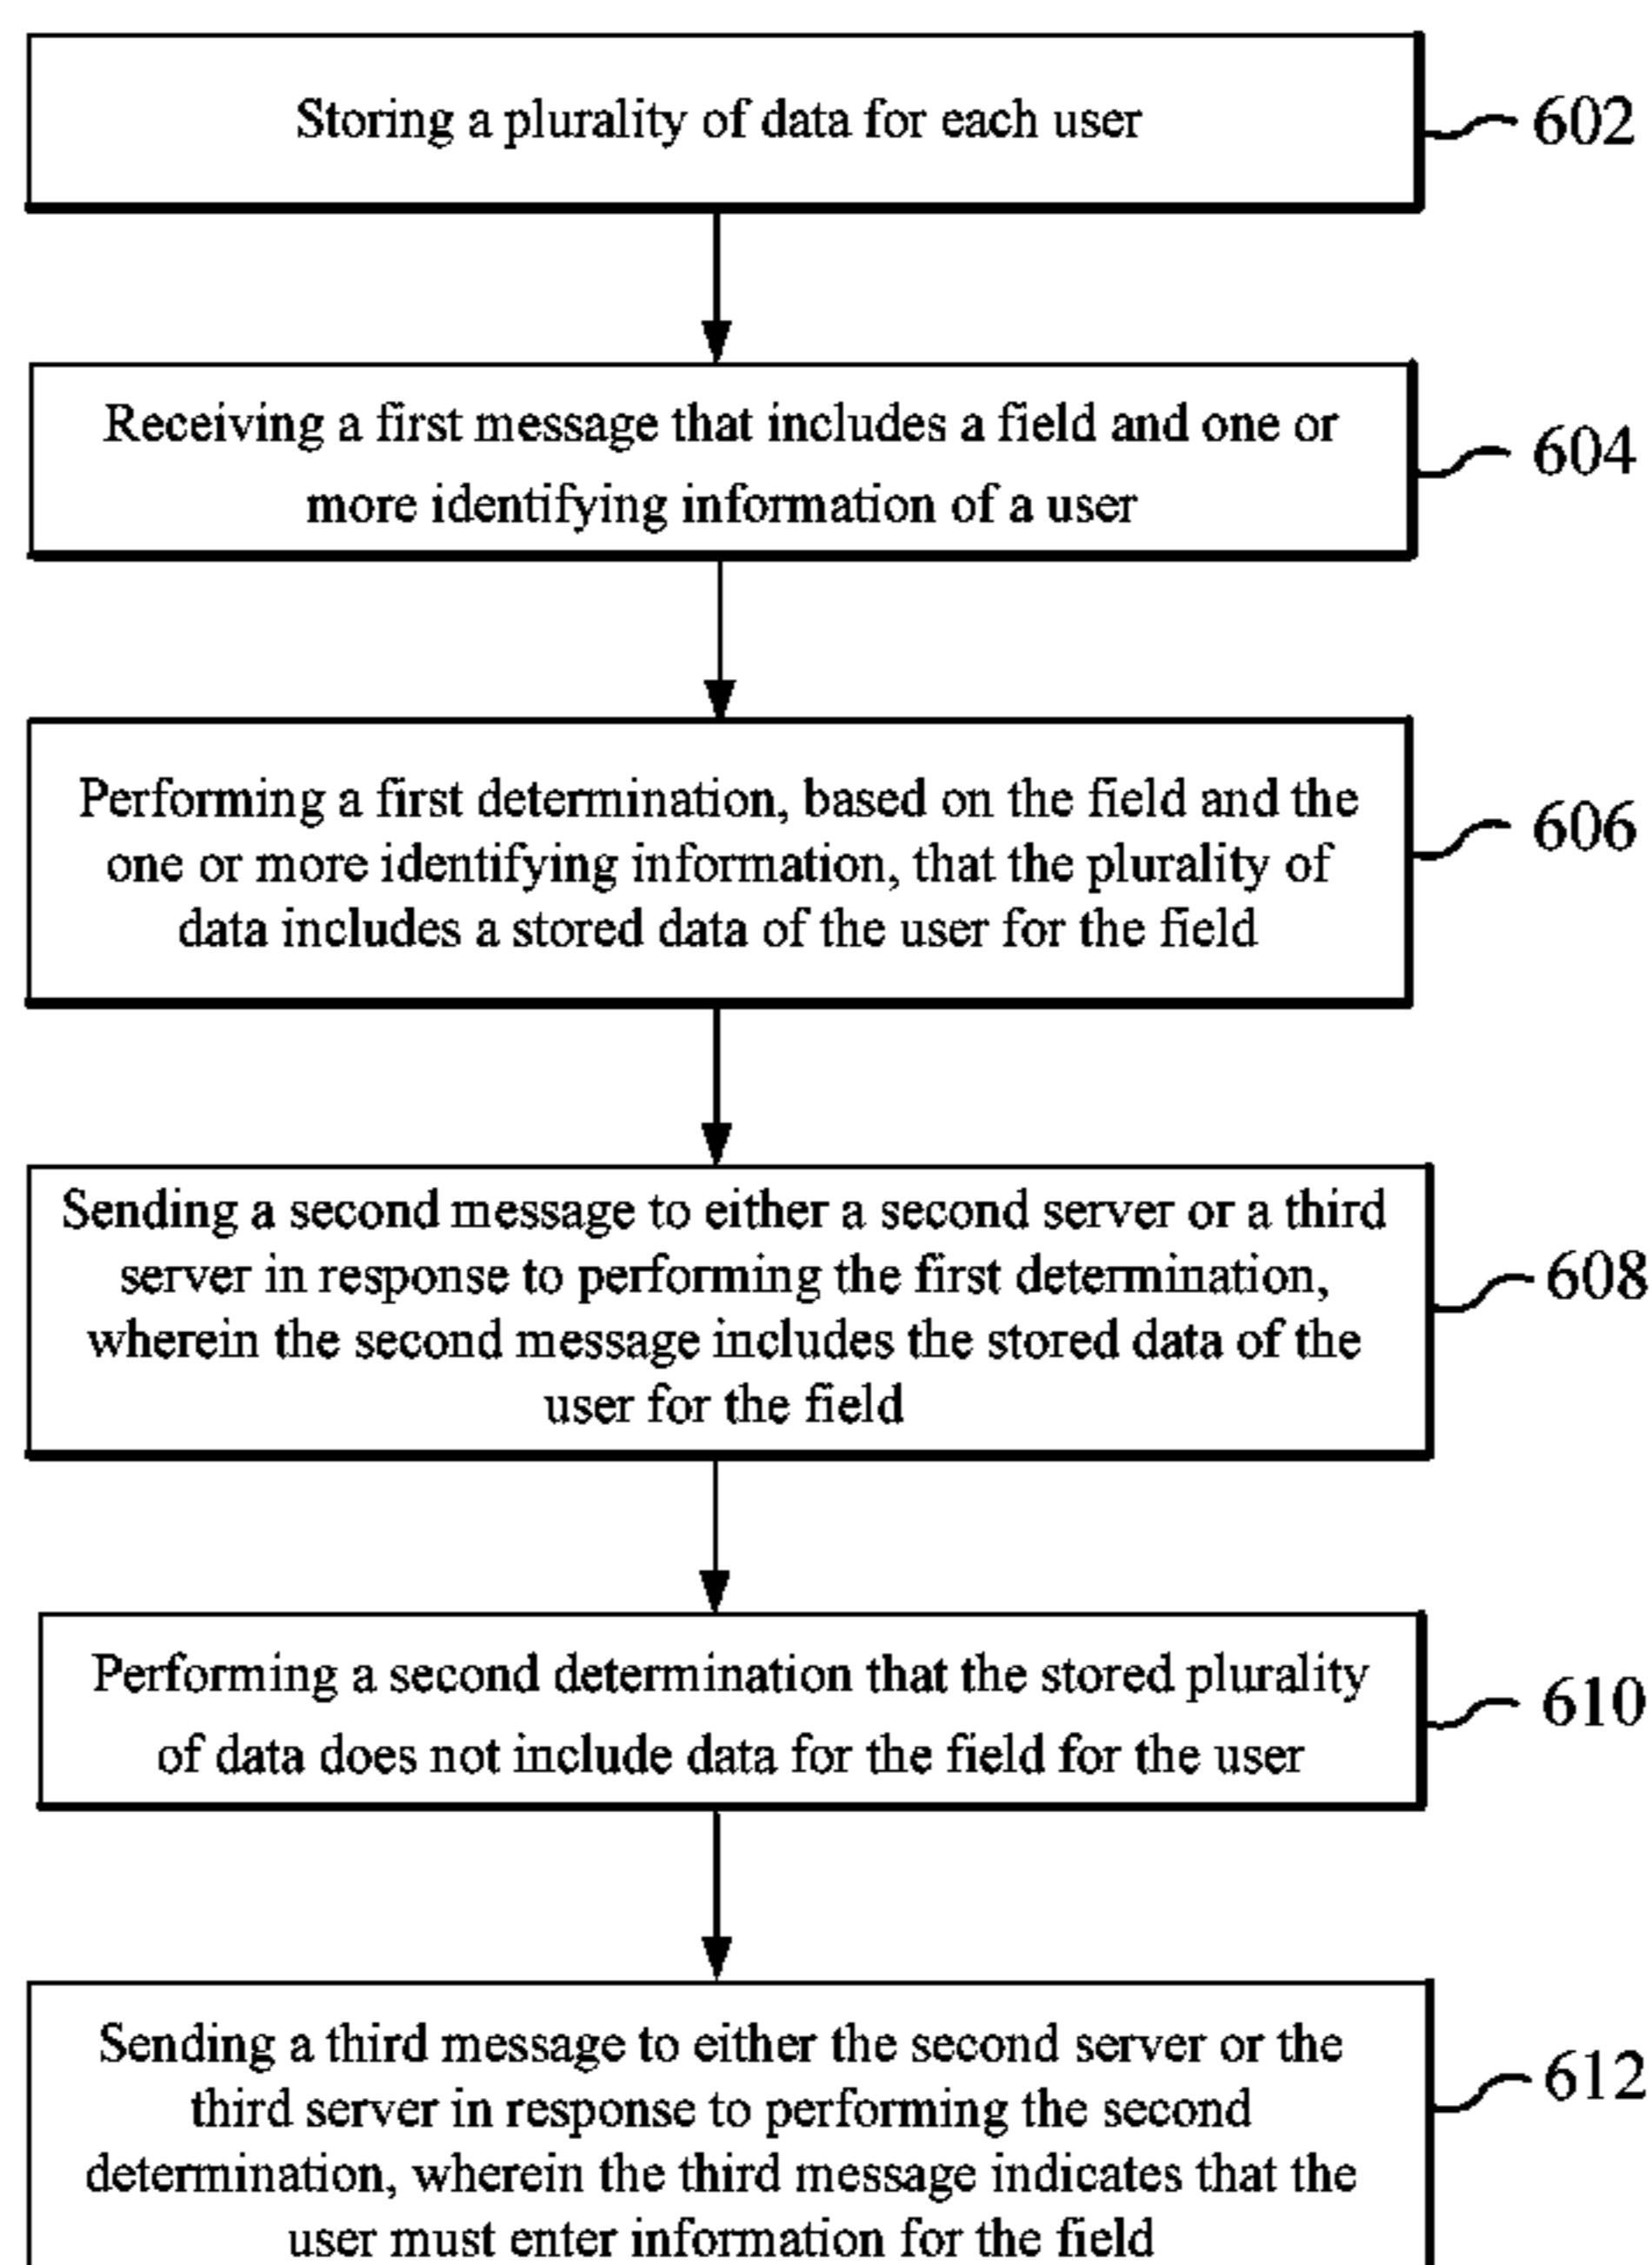 Storing a plurality of data for each user
602
Receiving a first message that includes a field and one or
more identifying information of a user
604
Performing a first determination, based on the field and the
one or more identifying information, that the plurality of
data includes a stored data of the user for the field
606
Sending a second message to either a second server or a third
server in response to performing the first determination,
wherein the second message includes the stored data of the
user for the field
608
Performing a second determination that the stored plurality
of data does not include data for the field for the user
610
Sending a third message to either the second server or the
third server in response to performing the second
determination, wherein the third message indicates that the
user must enter information for the field
612